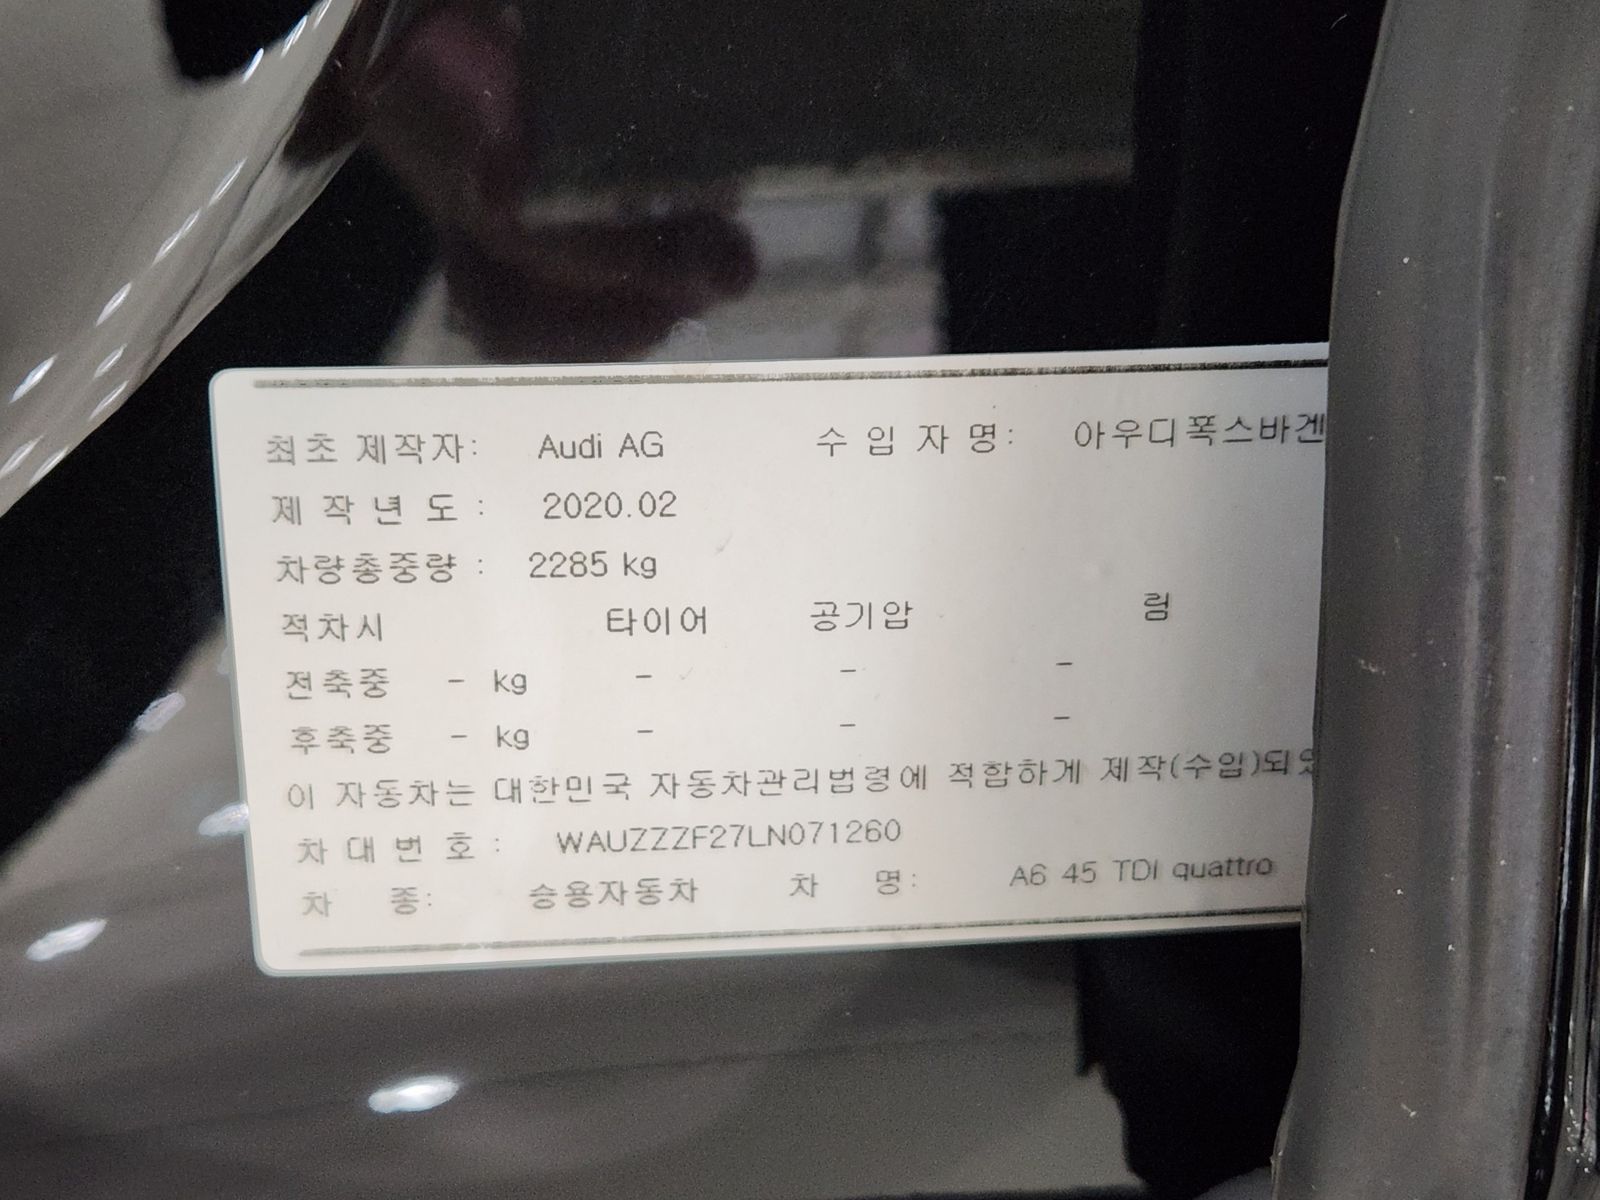 최초 제작자: Audi AG 수 입 자 명: 아우디폭스바겐
제 작 년 도 : 2020.02
차량총중량 : 2285 kg
적차시 타이어 공기압 림
전축중 - kg - - -
후축중 - kg - - -
이 자동차는 대한민국 자동차관리법령에 적합하게 제작(수입)되
차 대 번 호 : WAUZZZF27LN071260
차 종: 승용자동차 차 명: A6 45 TDI quattro